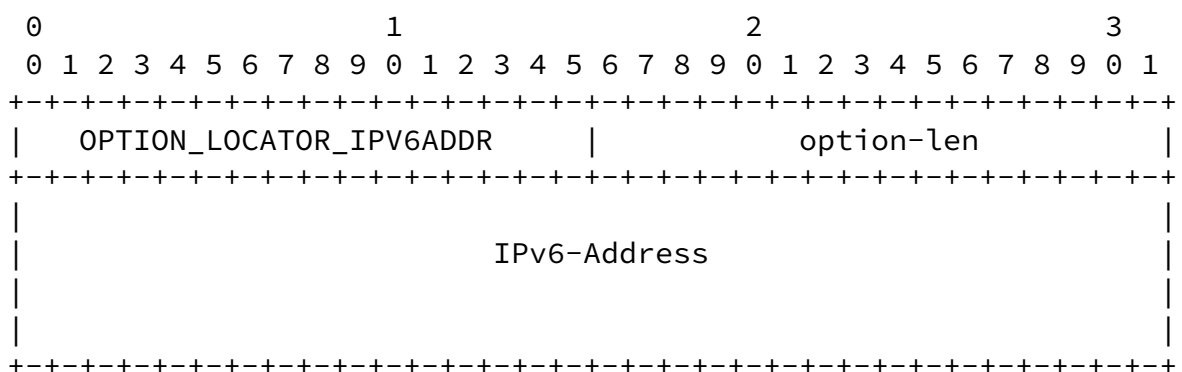 0                   1                   2                   3
 0 1 2 3 4 5 6 7 8 9 0 1 2 3 4 5 6 7 8 9 0 1 2 3 4 5 6 7 8 9 0 1
+-+-+-+-+-+-+-+-+-+-+-+-+-+-+-+-+-+-+-+-+-+-+-+-+-+-+-+-+-+-+-+-+
|   OPTION_LOCATOR_IPV6ADDR     |           option-len          |
+-+-+-+-+-+-+-+-+-+-+-+-+-+-+-+-+-+-+-+-+-+-+-+-+-+-+-+-+-+-+-+-+
|                                                               |
|                          IPv6-Address                         |
|                                                               |
|                                                               |
+-+-+-+-+-+-+-+-+-+-+-+-+-+-+-+-+-+-+-+-+-+-+-+-+-+-+-+-+-+-+-+-+